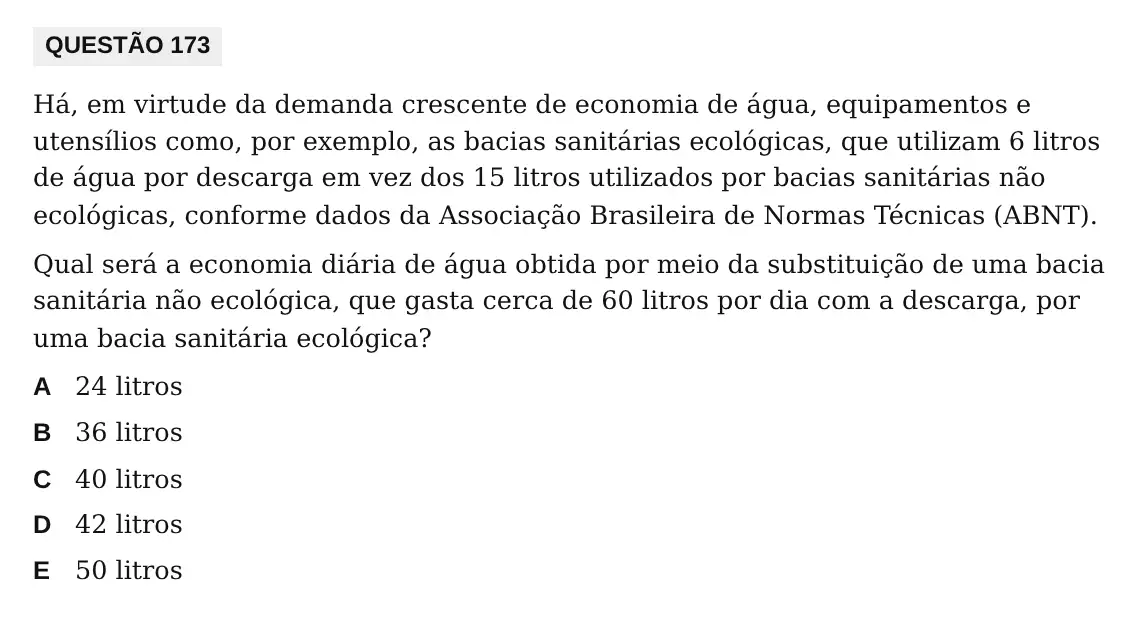 QUESTÃO 173
Há, em virtude da demanda crescente de economia de água, equipamentos e
utensílios como, por exemplo, as bacias sanitárias ecológicas, que utilizam 6 litros
de água por descarga em vez dos 15 litros utilizados por bacias sanitárias não
ecológicas, conforme dados da Associação Brasileira de Normas Técnicas (ABNT).
Qual será a economia diária de água obtida por meio da substituição de uma bacia
sanitária não ecológica, que gasta cerca de 60 litros por dia com a descarga, por
uma bacia sanitária ecológica?
A 24 litros
B 36 litros
C 40 litros
D 42 litros
E 50 litros